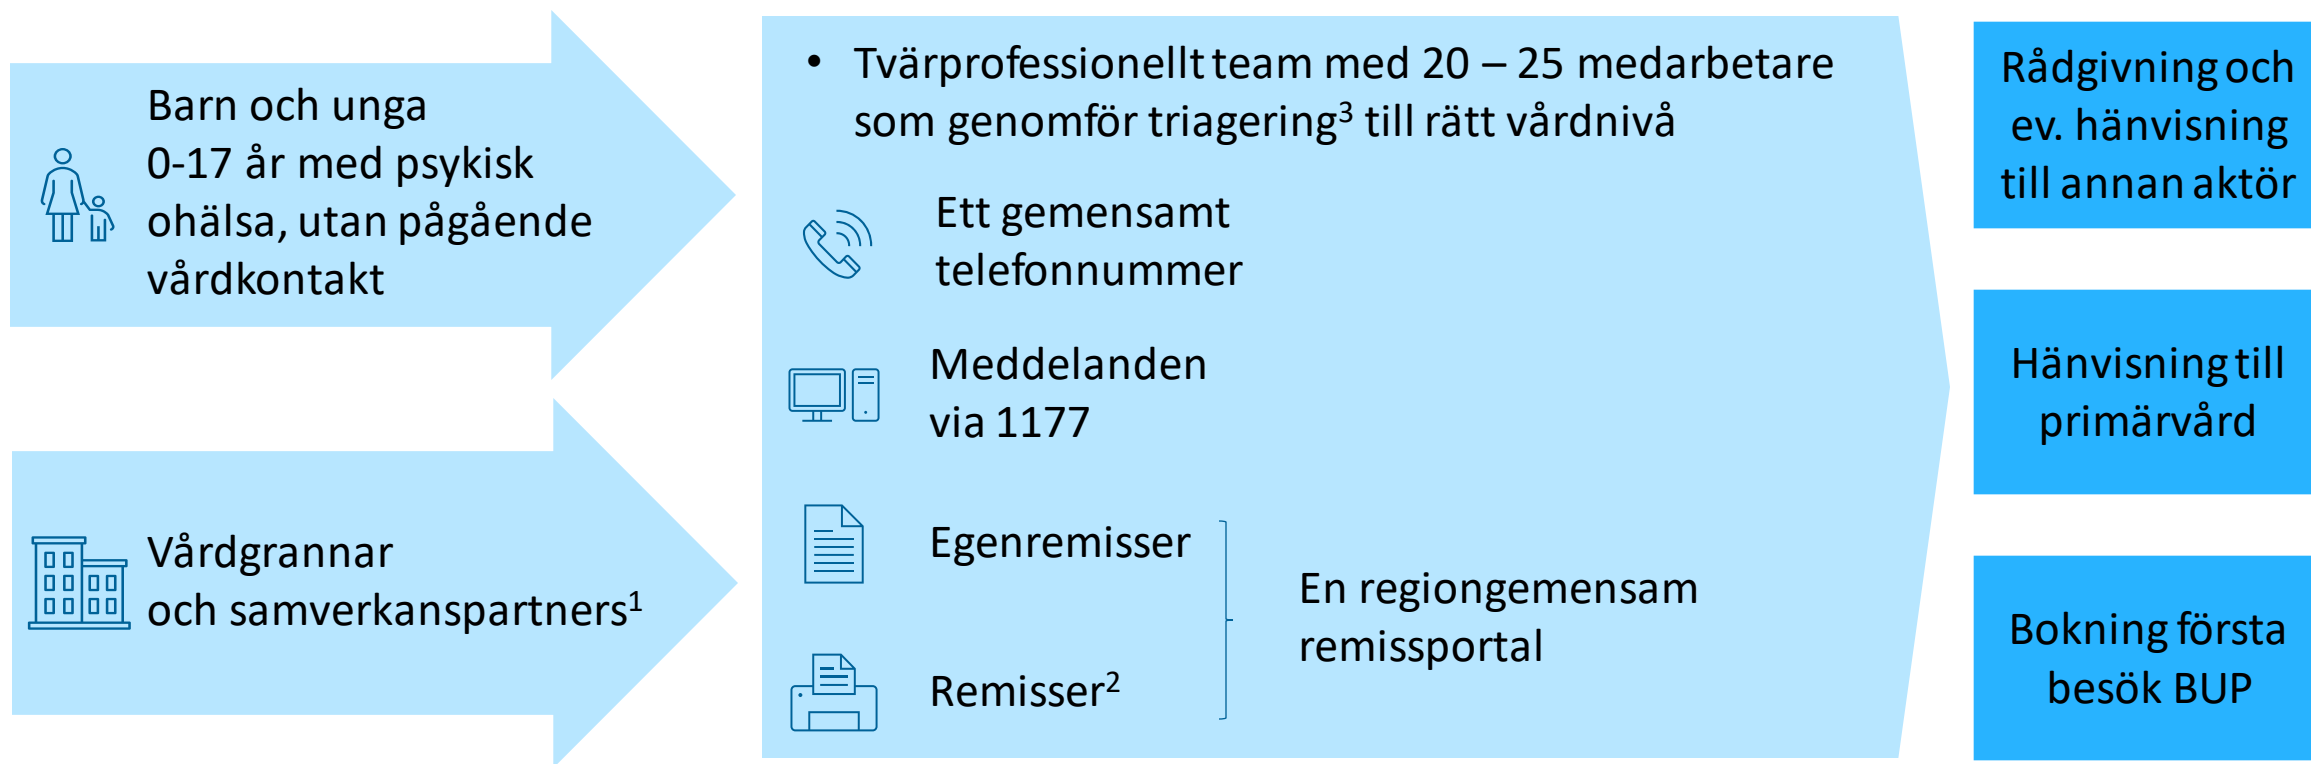 Barn och unga
0-17 år med psykisk
ohälsa, utan pågående
vårdkontakt
Vårdgrannar
och samverkanspartners¹
• Tvärprofessionellt team med 20 – 25 medarbetare
som genomför triagering³ till rätt vårdnivå
Ett gemensamt
telefonnummer
Meddelanden
via 1177
Egenremisser
Remisser²
En regiongemensam
remissportal
Rådgivning och
ev. hänvisning
till annan aktör
Hänvisning till
primärvård
Bokning första
besök BUP